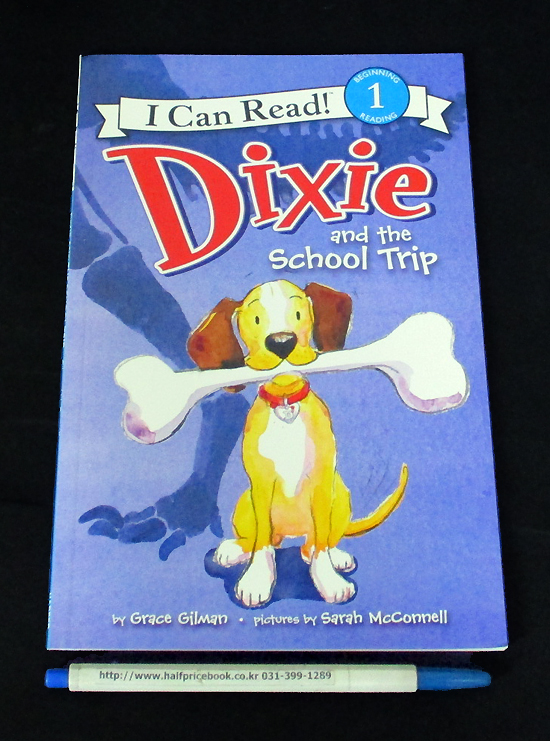 I Can Read!™
BEGINNING
1
READING
Dixie
and the
School Trip
by Grace Gilman • pictures by Sarah McConnell
http://www.halfpricebook.co.kr 031-399-1289